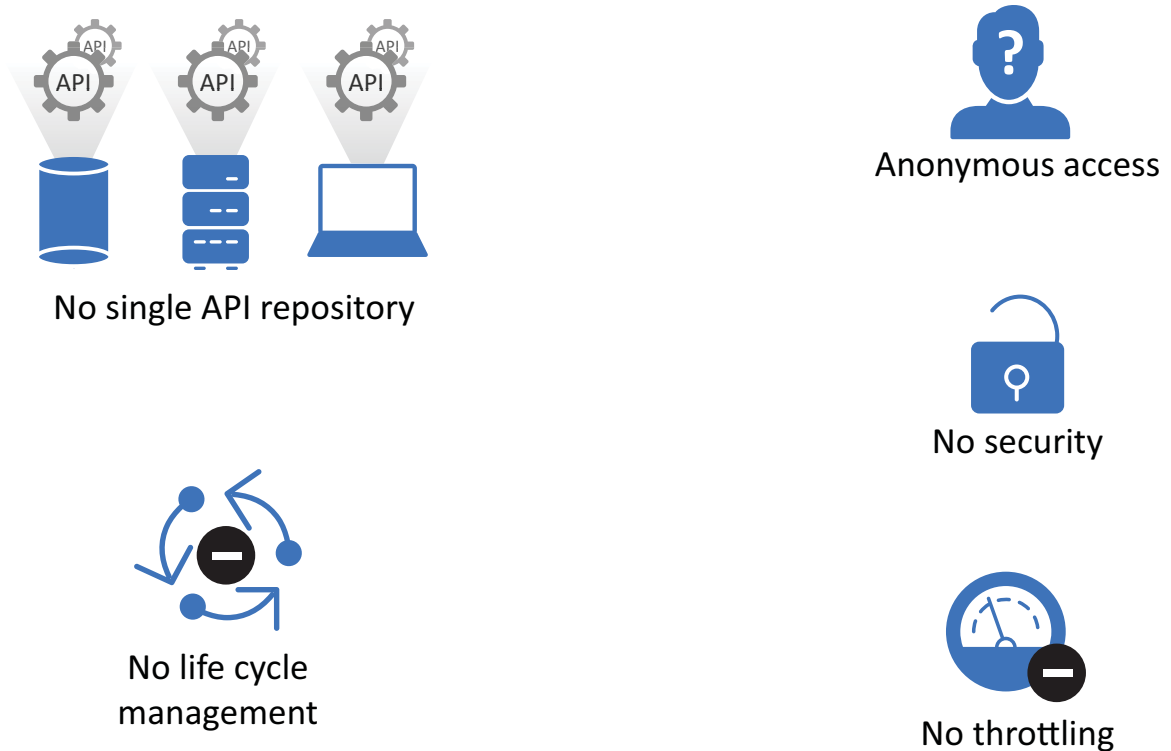 API
API
API
API
API
API
?
Anonymous access
No single API repository
No security
No life cycle
management
No throttling